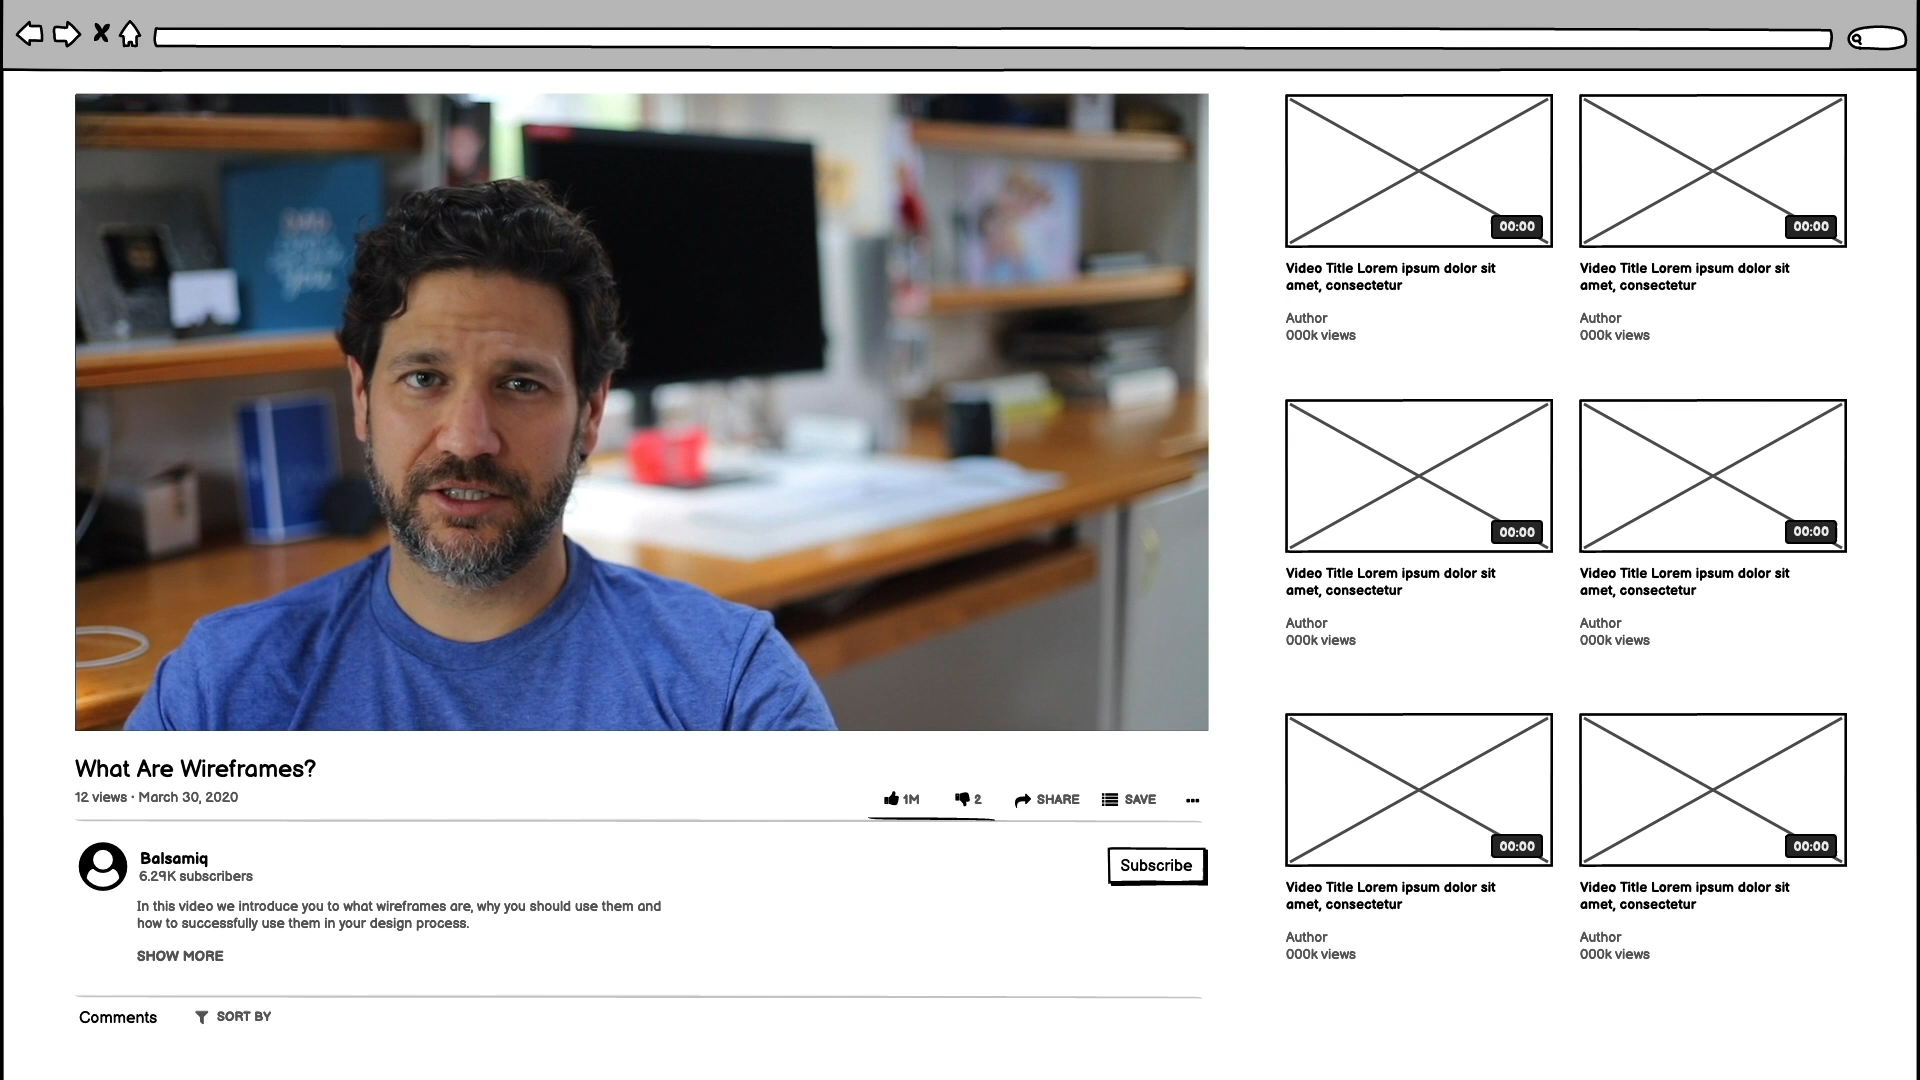 What Are Wireframes?
12 views · March 30, 2020
1M
2
SHARE
SAVE
Balsamiq
6.29K subscribers
Subscribe
In this video we introduce you to what wireframes are, why you should use them and
how to successfully use them in your design process.
SHOW MORE
Comments
SORT BY
00:00
Video Title Lorem ipsum dolor sit
amet, consectetur
Author
000k views
00:00
Video Title Lorem ipsum dolor sit
amet, consectetur
Author
000k views
00:00
Video Title Lorem ipsum dolor sit
amet, consectetur
Author
000k views
00:00
Video Title Lorem ipsum dolor sit
amet, consectetur
Author
000k views
00:00
Video Title Lorem ipsum dolor sit
amet, consectetur
Author
000k views
00:00
Video Title Lorem ipsum dolor sit
amet, consectetur
Author
000k views